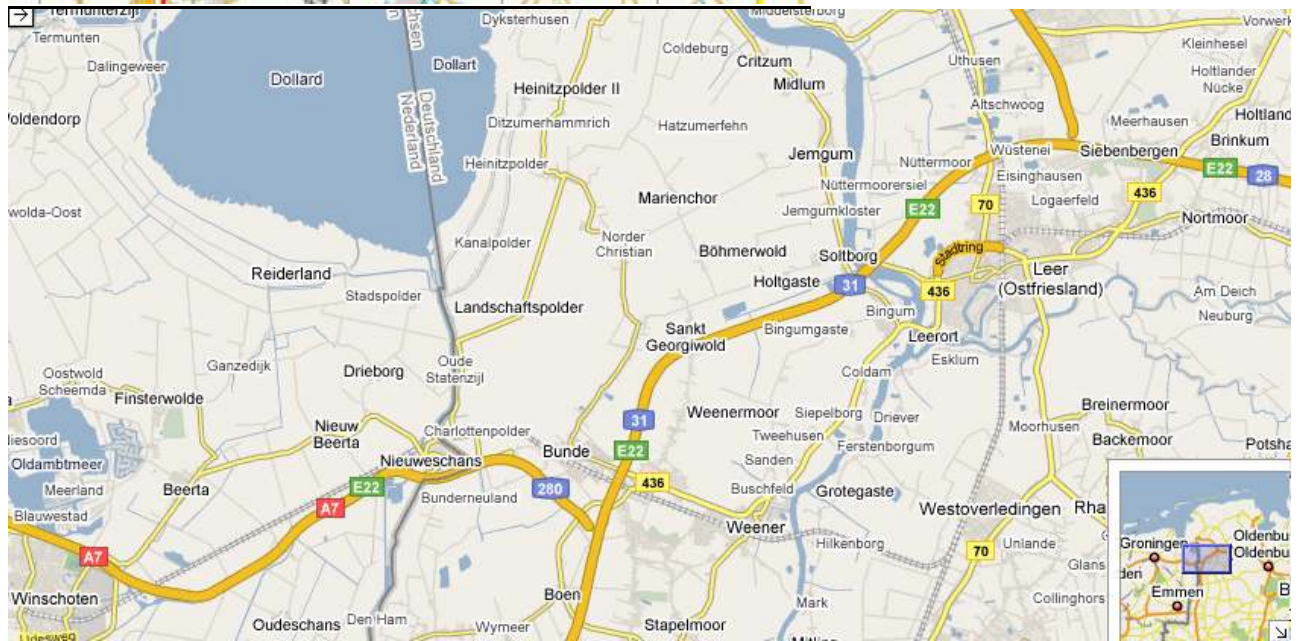 Termunterzijl
Termunten
Dalingeweer
Dollard
Dollart
Deutschland
Nederland
Dyksterhusen
Coldeburg
Critzum
Midlum
Uthusen
Kleinhesel
Holtlander
Nücke
Heinitzpolder II
Altschwoog
Meerhausen
Holtland
Ditzumerhammrich
Hatzumerfehn
Brinkum
Heinitzpolder
Jemgum
Nüttermoor
Wüstenei
Siebenbergen
E22
28
Eisinghausen
Nüttermoorersiel
436
Marienchor
Logaerfeld
Jemgumkloster
E22
70
Nortmoor
wolda-Oost
Kanalpolder
Norder
Christian
Böhmerwold
Soltborg
Stadtring
Reiderland
Holtgaste
31
436
Leer
(Ostfriesland)
Stadspolder
Landschaftspolder
Am Deich
Neuburg
Bingum
Sankt
Georgiwold
Bingumgaste
Leerort
Esklum
Ganzedijk
Oude
Statenzijl
Drieborg
Coldam
Oostwold
Scheemda
Finsterwolde
Breinermoor
Nieuw
Beerta
31
Weenermoor
Siepelborg
Driever
Moorhusen
Charlottenpolder
Tweehusen
Ferstenborgum
Backemoor
E22
Oldambtmeer
Nieuweschans
Bunde
Sanden
Meerland
Beerta
E22
Bunderneuland
280
436
Buschfeld
Grotegaste
Westoverledingen
Blauwestad
A7
Weener
Hilkenborg
70
Unlande
A7
Winschoten
Boen
Mark
Collinghors
Oudeschans
Den Ham
Wymeer
Stapelmoor
Groningen
Oldenbu
Oldenbu
Emmen